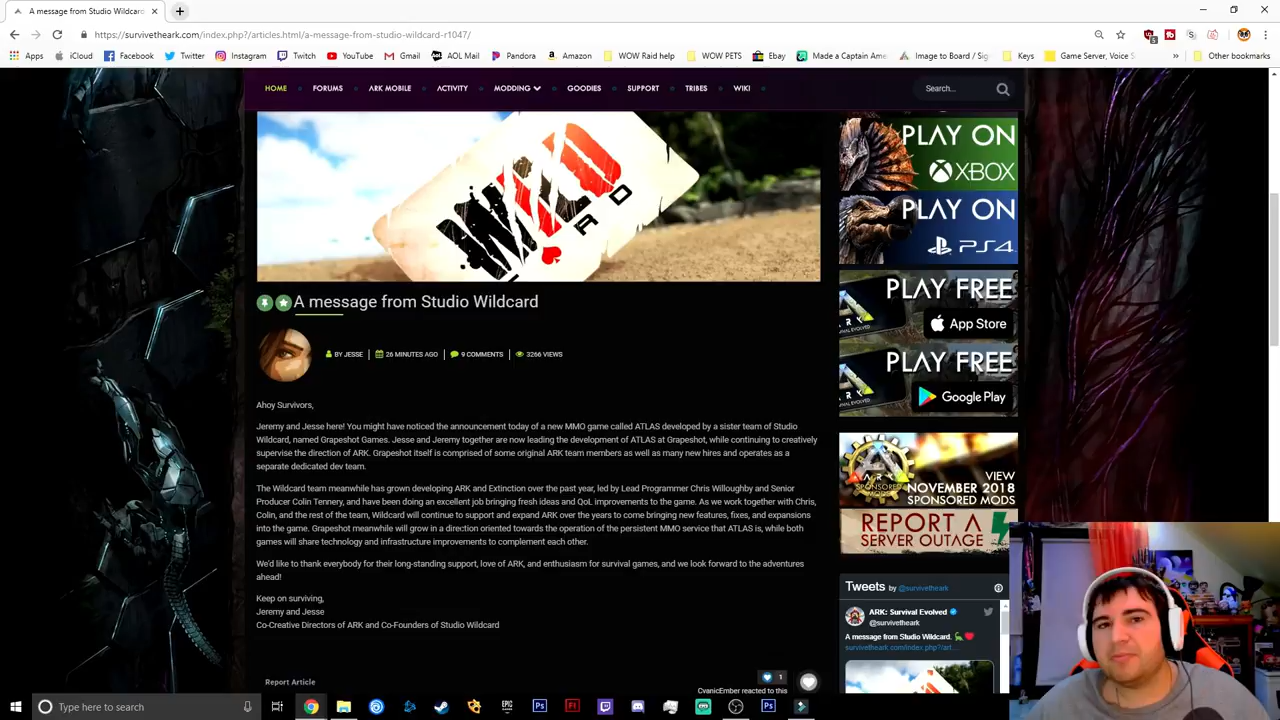 A message from Studio Wildcard
https://survivetheark.com/index.php?/articles.html/a-message-from-studio-wildcard-r1047/
Apps Facebook Twitter Instagram Twitch YouTube Gmail AOL Mail Pandora Amazon WOW Raid help WOW PETS Ebay Made a Captain Ame Image to Board / Sig Keys Game Server, Voice S » Other bookmarks
HOME FORUMS ARK MOBILE ACTIVITY MODDING GOODIES SUPPORT TRIBES WIKI Search...
WILD
CARD
PLAY ON
XBOX
PLAY ON
PS4
PLAY FREE
App Store
PLAY FREE
Google Play
A message from Studio Wildcard
BY JESSE 26 MINUTES AGO 9 COMMENTS 3266 VIEWS
Ahoy Survivors,
Jeremy and Jesse here! You might have noticed the announcement today of a new MMO game called ATLAS developed by a sister team of Studio
Wildcard, named Grapeshot Games. Jesse and Jeremy together are now leading the development of ATLAS at Grapeshot, while continuing to creatively
supervise the direction of ARK. Grapeshot itself is comprised of some original ARK team members as well as many new hires and operates as a
separate dedicated dev team.
The Wildcard team meanwhile has grown developing ARK and Extinction over the past year, led by Lead Programmer Chris Willoughby and Senior
Producer Colin Tennery, and have been doing an excellent job bringing fresh ideas and QoL improvements to the game. As we work together with Chris,
Colin, and the rest of the team, Wildcard will continue to support and expand ARK over the years to come bringing new features, fixes, and expansions
into the game. Grapeshot meanwhile will grow in a direction oriented towards the operation of the persistent MMO service that ATLAS is, while both
games will share technology and infrastructure improvements to complement each other.
We'd like to thank everybody for their long-standing support, love of ARK, and enthusiasm for survival games, and we look forward to the adventures
ahead!
Keep on surviving,
Jeremy and Jesse
Co-Creative Directors of ARK and Co-Founders of Studio Wildcard
Report Article
1
CvanicEmber reacted to this
ARK
SPONSORED
MODS
VIEW
NOVEMBER 2018
SPONSORED MODS
REPORT A
SERVER OUTAGE
Tweets by @survivetheark
ARK: Survival Evolved
@survivetheark
A message from Studio Wildcard.
survivetheark.com/index.php?/art…
Type here to search